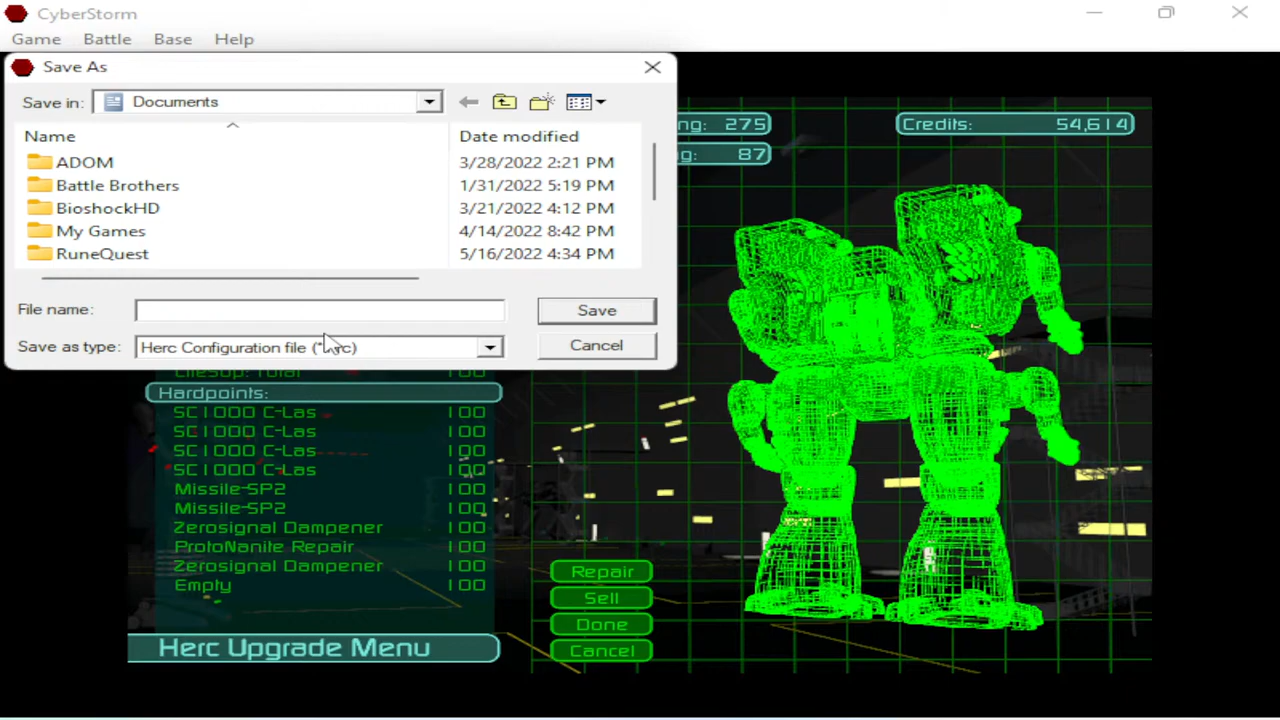 CyberStorm
Game Battle Base Help
Save As
Save in: Documents
Name Date modified
ADOM 3/28/2022 2:21 PM
Battle Brothers 1/31/2022 5:19 PM
BioshockHD 3/21/2022 4:12 PM
My Games 4/14/2022 8:42 PM
RuneQuest 5/16/2022 4:34 PM
File name:
Save
Save as type: Herc Configuration file
Cancel
275
Credits: 54,614
87
100
Hardpoints:
SC1000 C-Las 100
SC1000 C-Las 100
SC1000 C-Las 100
SC1000 C-Las 100
Missile-SP2 100
Missile-SP2 100
Zerosignal Dampener 100
ProtoNanite Repair 100
Zerosignal Dampener 100
Empty 100
Repair
Sell
Done
Cancel
Herc Upgrade Menu